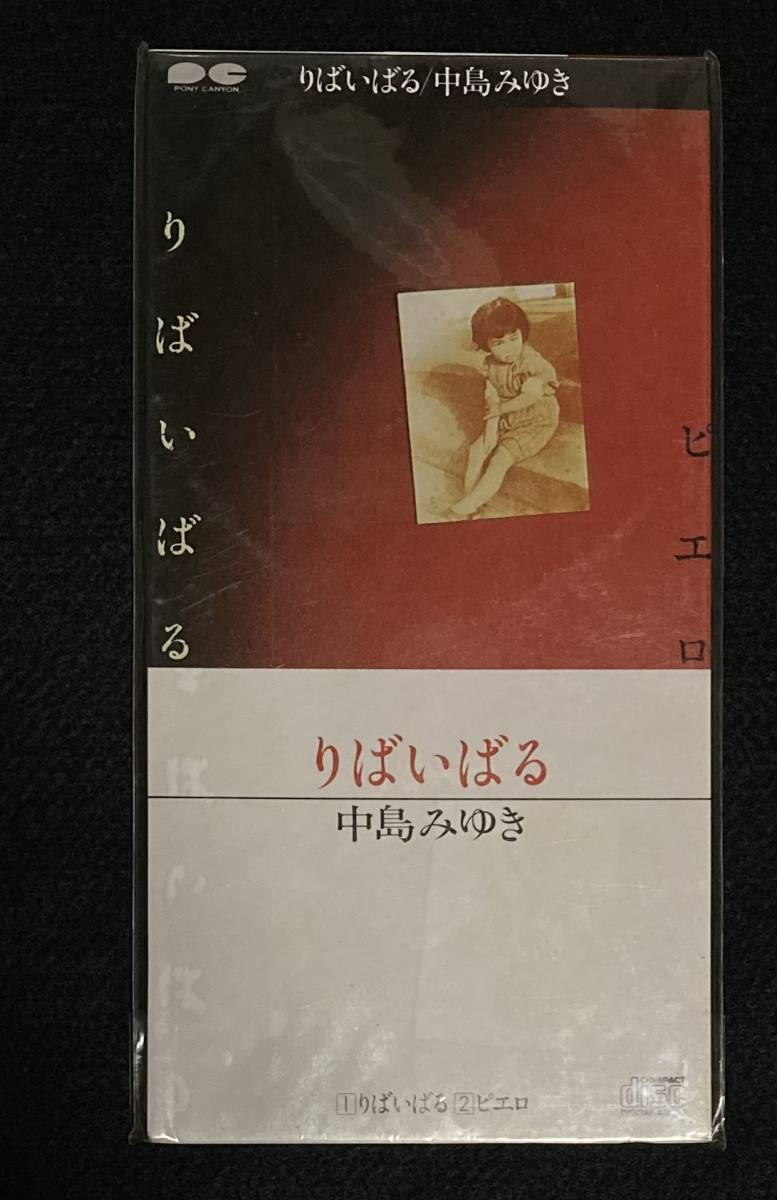 PONY CANYON
りばいばる/中島みゆき
りばいばる
ピエロ
りばいばる
中島みゆき
1りばいばる 2ピエロ
COMPACT
disc
DIGITAL AUDIO